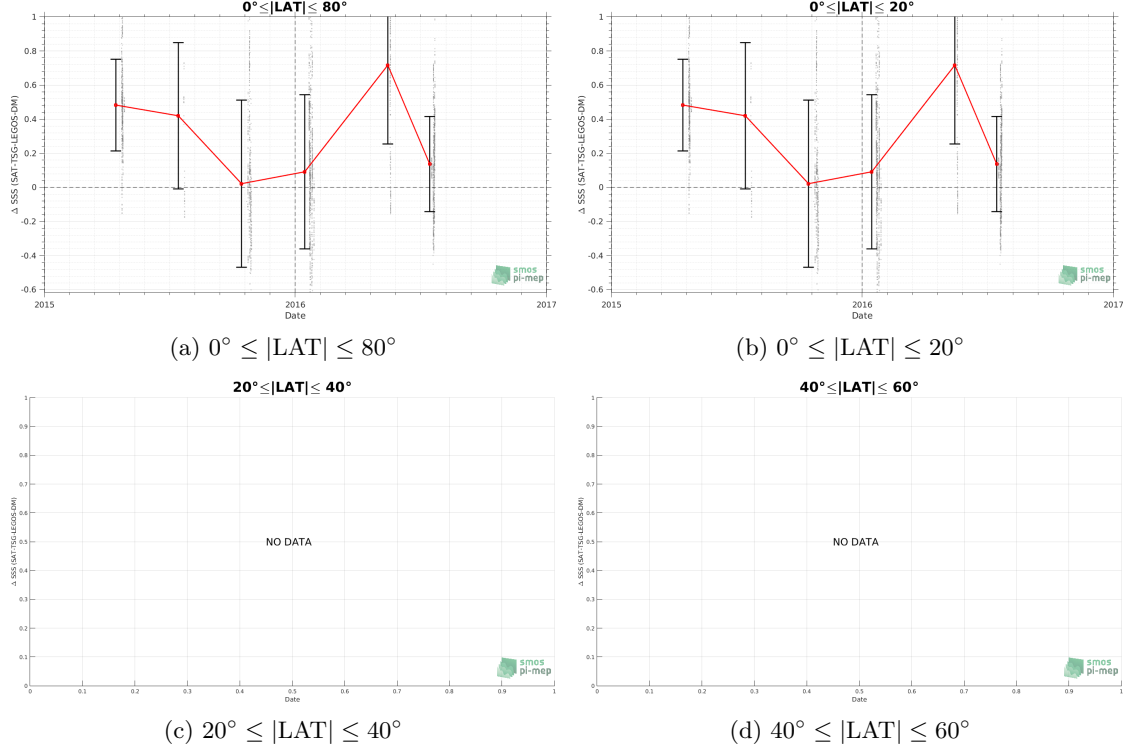 0°≤|LAT|≤ 80°
Δ SSS (SAT-TSG-LEGOS-DM)
1
0.8
0.6
0.4
0.2
0
-0.2
-0.4
-0.6
2015
2016
2017
Date
smos
pi-mep
(a) 0° ≤ |LAT| ≤ 80°
0°≤|LAT|≤ 20°
Δ SSS (SAT-TSG-LEGOS-DM)
1
0.8
0.6
0.4
0.2
0
-0.2
-0.4
-0.6
2015
2016
2017
Date
smos
pi-mep
(b) 0° ≤ |LAT| ≤ 20°
20°≤|LAT|≤ 40°
Δ SSS (SAT-TSG-LEGOS-DM)
1
0.9
0.8
0.7
0.6
0.5
0.4
0.3
0.2
0.1
0
NO DATA
0 0.1 0.2 0.3 0.4 0.5 0.6 0.7 0.8 0.9 1
Date
smos
pi-mep
(c) 20° ≤ |LAT| ≤ 40°
40°≤|LAT|≤ 60°
Δ SSS (SAT-TSG-LEGOS-DM)
1
0.9
0.8
0.7
0.6
0.5
0.4
0.3
0.2
0.1
0
NO DATA
0 0.1 0.2 0.3 0.4 0.5 0.6 0.7 0.8 0.9 1
Date
smos
pi-mep
(d) 40° ≤ |LAT| ≤ 60°